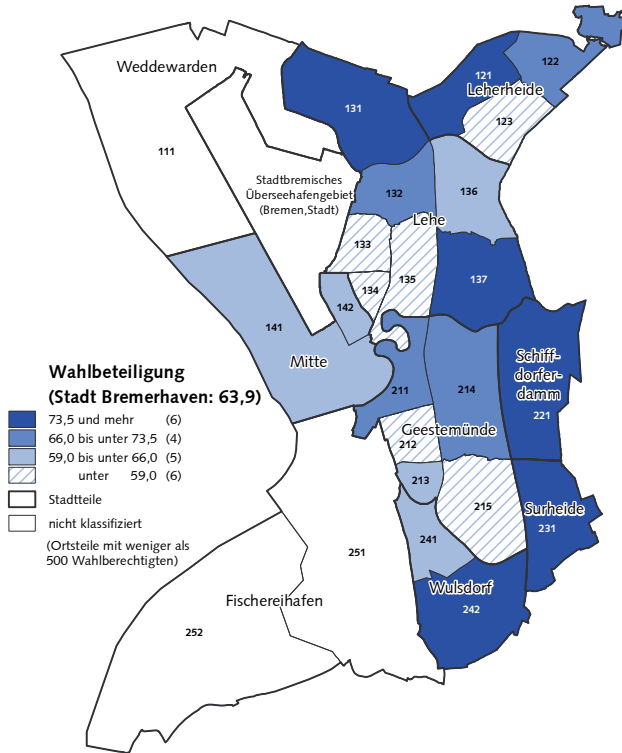 Weddewarden
111
131
121
Leherheide
122
123
Stadtbremisches
Überseehafengebiet
(Bremen,Stadt)
132
136
Lehe
133
135
134
137
142
141
Mitte
211
214
Schiff-
dorfer-
damm
221
Geestemünde
212
213
215
Surheide
231
241
251
Wulsdorf
242
Fischereihafen
252
Wahlbeteiligung
(Stadt Bremerhaven: 63,9)
73,5 und mehr (6)
66,0 bis unter 73,5 (4)
59,0 bis unter 66,0 (5)
unter 59,0 (6)
Stadtteile
nicht klassifiziert
(Ortsteile mit weniger als
500 Wahlberechtigten)